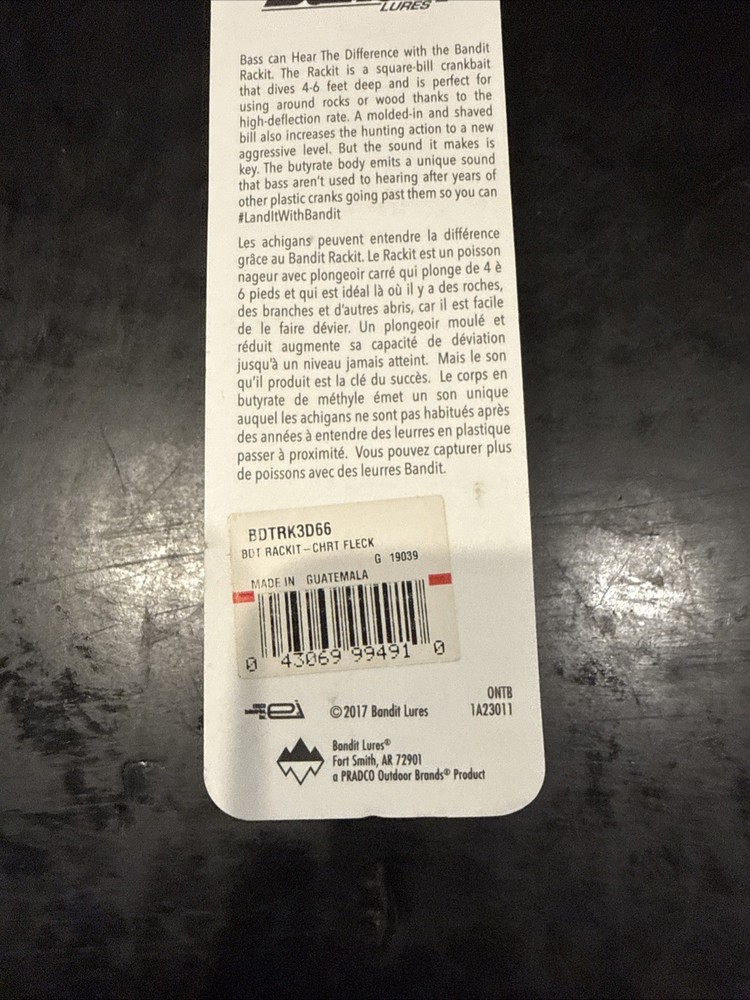 LURES
Bass can Hear The Difference with the Bandit
Rackit. The Rackit is a square-bill crankbait
that dives 4-6 feet deep and is perfect for
using around rocks or wood thanks to the
high-deflection rate. A molded-in and shaved
bill also increases the hunting action to a new
aggressive level. But the sound it makes is
key. The butyrate body emits a unique sound
that bass aren't used to hearing after years of
other plastic cranks going past them so you can
#LandItWithBandit
Les achigans peuvent entendre la différence
grâce au Bandit Rackit. Le Rackit est un poisson
nageur avec plongeoir carré qui plonge de 4 è
6 pieds et qui est idéal là où il y a des roches,
des branches et d'autres abris, car il est facile
de le faire dévier. Un plongeoir moulé et
réduit augmente sa capacité de déviation
jusqu'à un niveau jamais atteint. Mais le son
qu'il produit est la clé du succès. Le corps en
butyrate de méthyle émet un son unique
auquel les achigans ne sont pas habitués après
des années à entendre des leurres en plastique
passer à proximité. Vous pouvez capturer plus
de poissons avec des leurres Bandit.
BDTRK3D66
BDT RACKIT-CHRT FLECK
G 19039
MADE IN GUATEMALA
0 43069 99491 0
ei ©2017 Bandit Lures
ONTB
1A23011
Bandit Lures®
Fort Smith, AR 72901
a PRADCO Outdoor Brands® Product